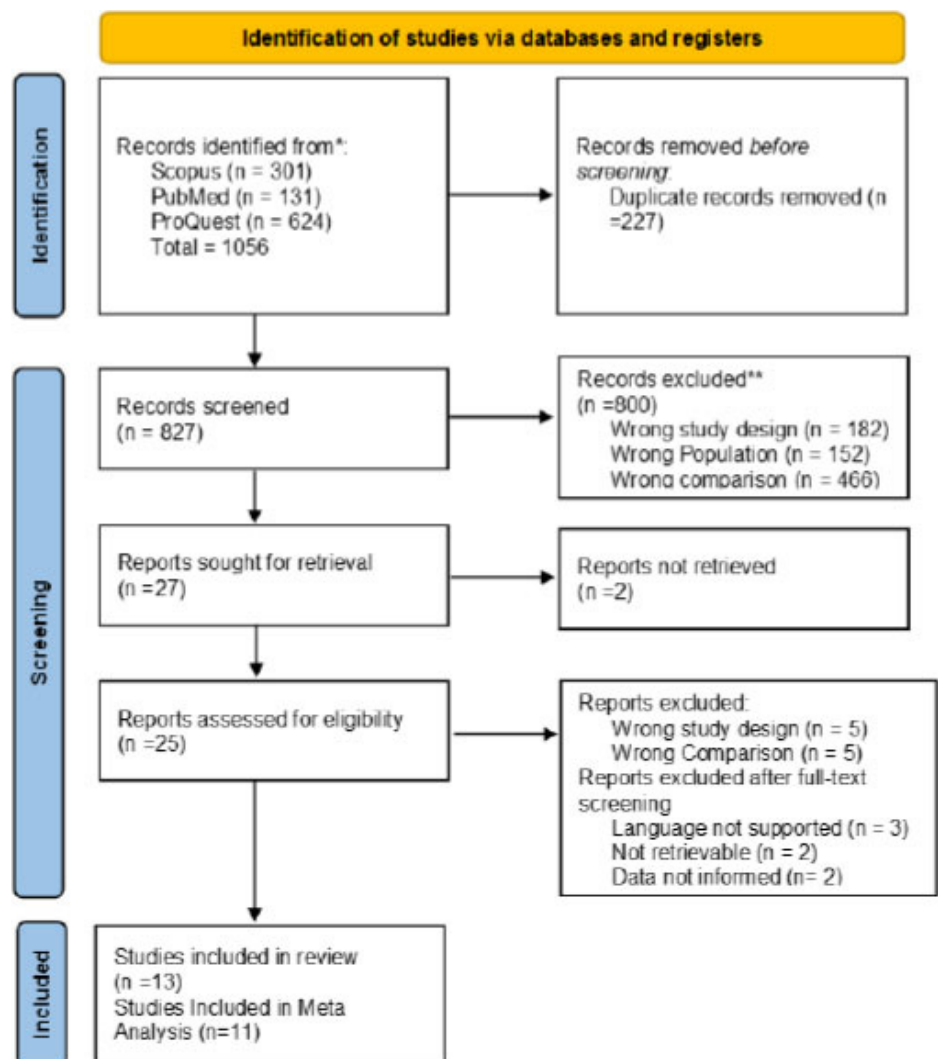 Identification of studies via databases and registers
Identification
Records identified from*:
Scopus (n = 301)
PubMed (n = 131)
ProQuest (n = 624)
Total = 1056
Records removed before
screening:
Duplicate records removed (n
=227)
Screening
Records screened
(n = 827)
Records excluded**
(n =800)
Wrong study design (n = 182)
Wrong Population (n = 152)
Wrong comparison (n = 466)
Reports sought for retrieval
(n =27)
Reports not retrieved
(n =2)
Reports assessed for eligibility
(n =25)
Reports excluded:
Wrong study design (n = 5)
Wrong Comparison (n = 5)
Reports excluded after full-text
screening
Language not supported (n = 3)
Not retrievable (n = 2)
Data not informed (n= 2)
Included
Studies included in review
(n =13)
Studies Included in Meta
Analysis (n=11)